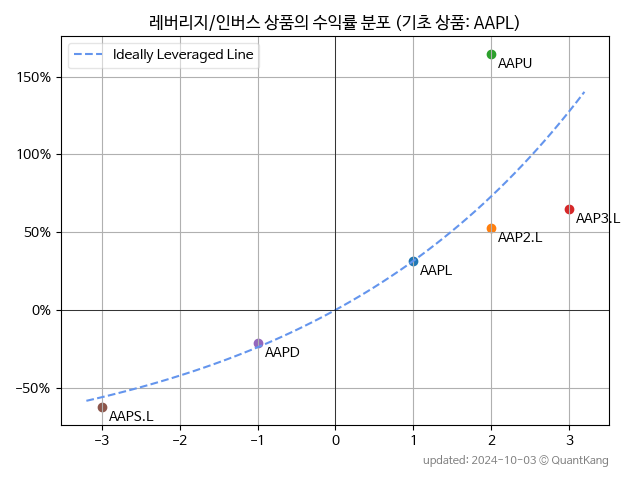 레버리지/인버스 상품의 수익률 분포 (기초 상품: AAPL)
Ideally Leveraged Line
AAPU
150%
100%
AAP3.L
50%
AAP2.L
AAPL
0%
AAPD
−50%
AAPS.L
−3 −2 −1 0 1 2 3
updated: 2024-10-03 © QuantKang